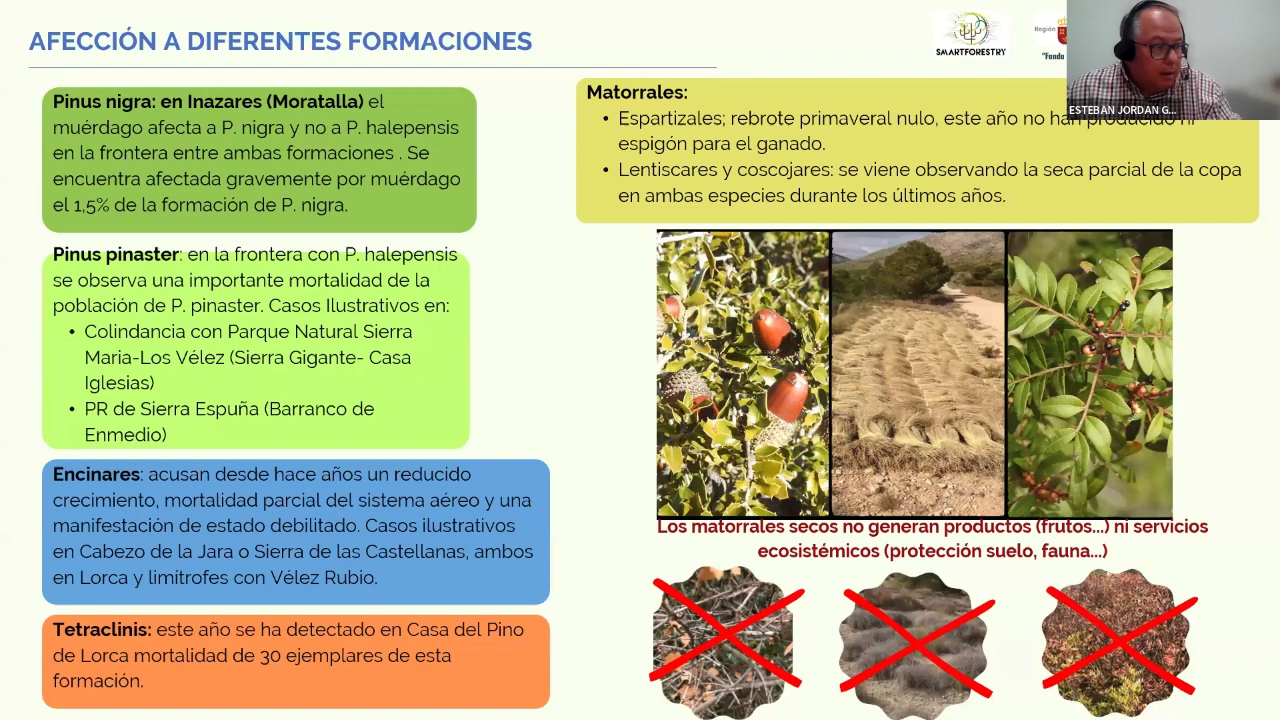 AFECCIÓN A DIFERENTES FORMACIONES
SMARTFORESTRY
Región
"Fondo
ESTEBAN JORDAN G...
Pinus nigra: en Inazares (Moratalla) el
muérdago afecta a P. nigra y no a P. halepensis
en la frontera entre ambas formaciones . Se
encuentra afectada gravemente por muérdago
el 1,5% de la formación de P. nigra.
Pinus pinaster: en la frontera con P. halepensis
se observa una importante mortalidad de la
población de P. pinaster. Casos Ilustrativos en:
• Colindancia con Parque Natural Sierra
Maria-Los Vélez (Sierra Gigante- Casa
Iglesias)
• PR de Sierra Espuña (Barranco de
Enmedio)
Encinares: acusan desde hace años un reducido
crecimiento, mortalidad parcial del sistema aéreo y una
manifestación de estado debilitado. Casos ilustrativos
en Cabezo de la Jara o Sierra de las Castellanas, ambos
en Lorca y limítrofes con Vélez Rubio.
Tetraclinis: este año se ha detectado en Casa del Pino
de Lorca mortalidad de 30 ejemplares de esta
formación.
Matorrales:
• Espartizales; rebrote primaveral nulo, este año no han producido ni
espigón para el ganado.
• Lentiscares y coscojares: se viene observando la seca parcial de la copa
en ambas especies durante los últimos años.
Los matorrales secos no generan productos (frutos...) ni servicios
ecosistémicos (protección suelo, fauna...)